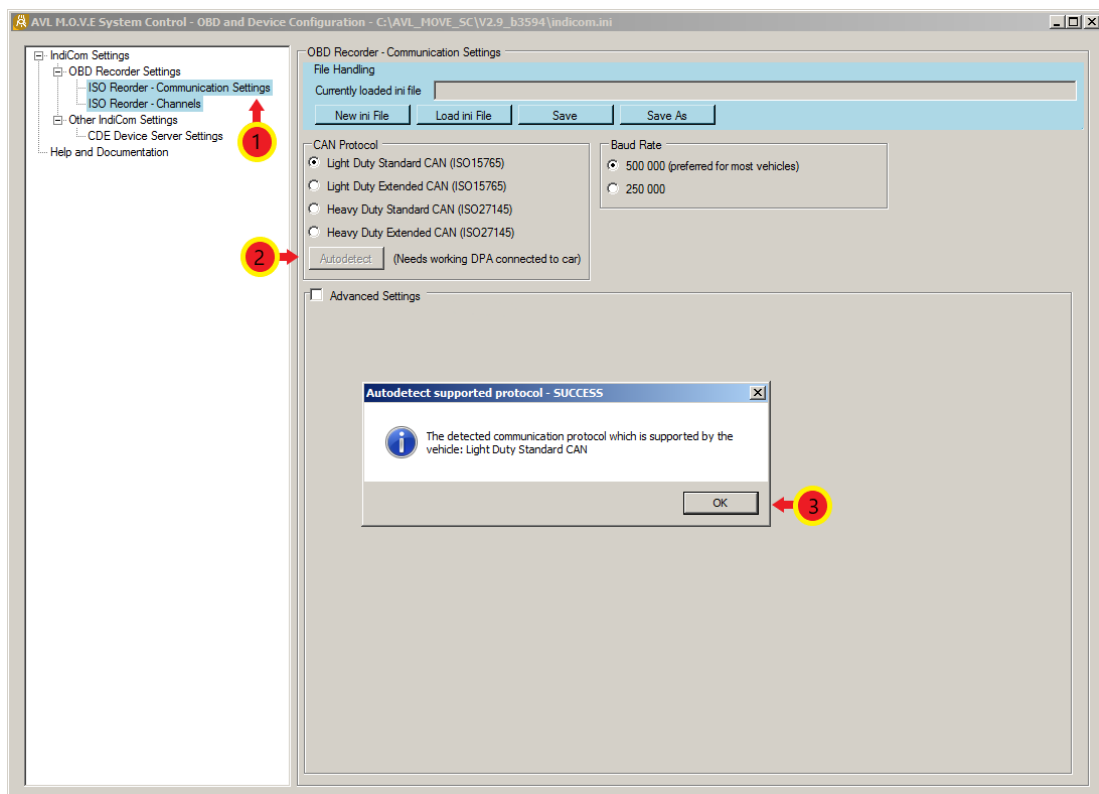 AVL M.O.V.E System Control - OBD and Device Configuration - C:\AVL_MOVE_SC\V2.9_b3594\indicom.ini
IndiCom Settings
OBD Recorder Settings
ISO Reorder - Communication Settings
ISO Reorder - Channels
Other IndiCom Settings
CDE Device Server Settings
Help and Documentation
1
OBD Recorder - Communication Settings
File Handling
Currently loaded ini file
New ini File Load ini File Save Save As
CAN Protocol
Light Duty Standard CAN (ISO15765)
Light Duty Extended CAN (ISO15765)
Heavy Duty Standard CAN (ISO27145)
Heavy Duty Extended CAN (ISO27145)
2
Autodetect (Needs working DPA connected to car)
Baud Rate
500 000 (preferred for most vehicles)
250 000
Advanced Settings
Autodetect supported protocol - SUCCESS
The detected communication protocol which is supported by the
vehicle: Light Duty Standard CAN
OK
3